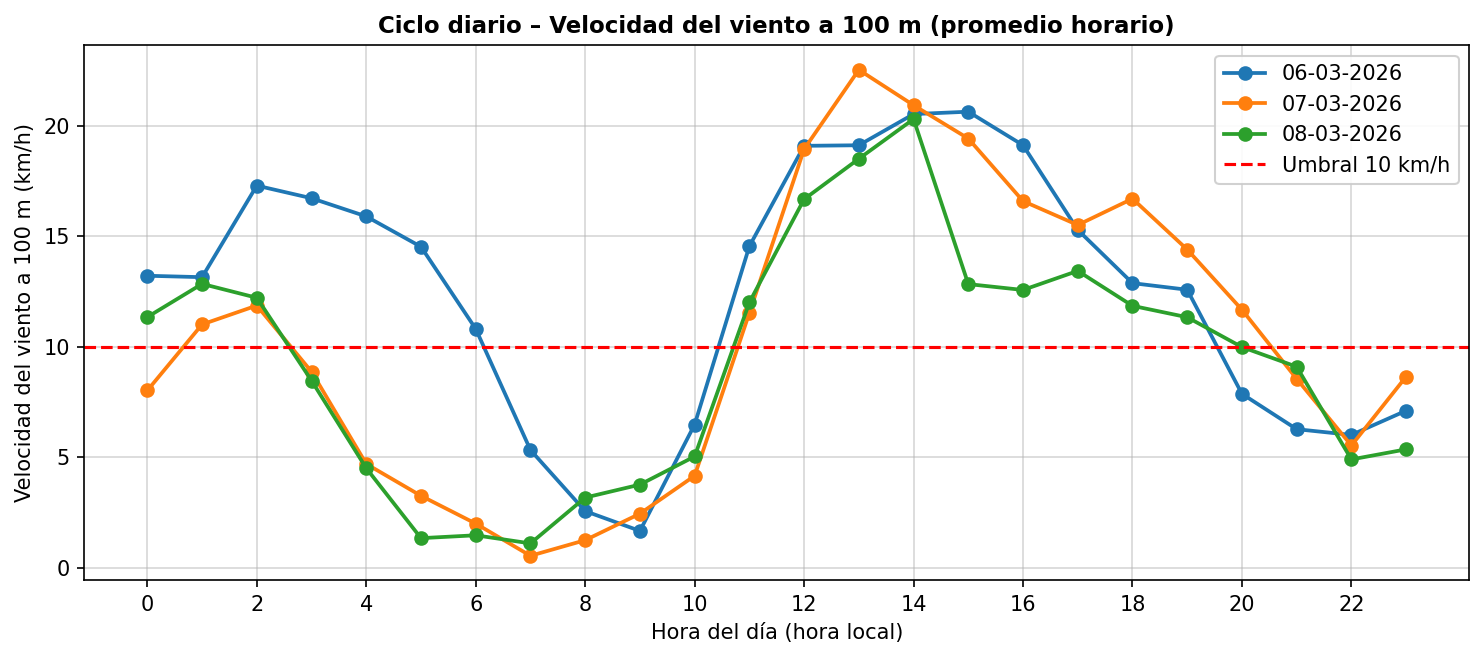 Ciclo diario – Velocidad del viento a 100 m (promedio horario)
Velocidad del viento a 100 m (km/h)
20
15
10
5
0
06-03-2026
07-03-2026
08-03-2026
Umbral 10 km/h
0 2 4 6 8 10 12 14 16 18 20 22
Hora del día (hora local)